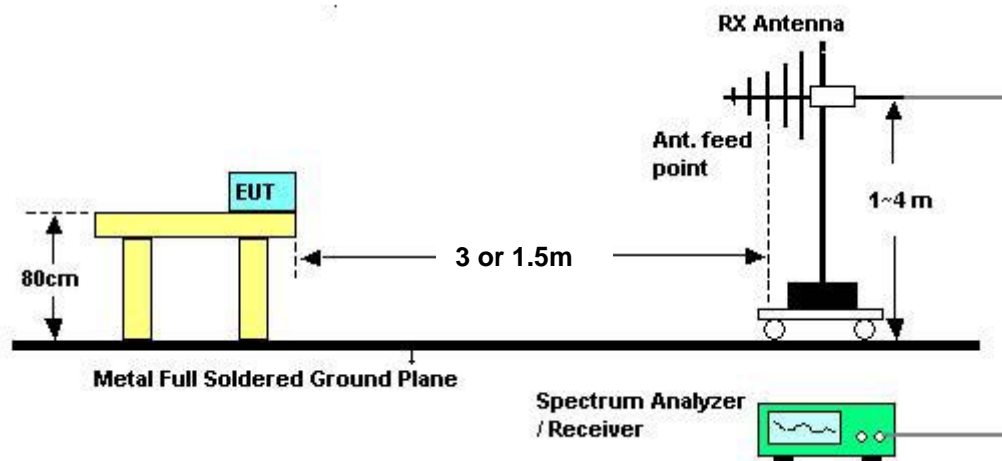 RX Antenna
Ant. feed
point
EUT
1~4 m
3 or 1.5m
80cm
Metal Full Soldered Ground Plane
Spectrum Analyzer
/ Receiver